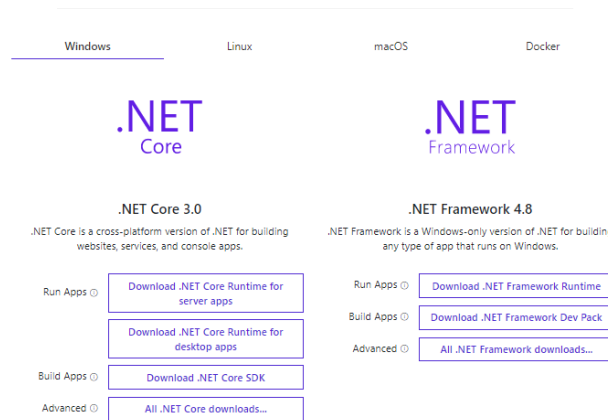 Windows
Linux
macOS
Docker
.NET
Core
.NET Core 3.0
.NET Core is a cross-platform version of .NET for building
websites, services, and console apps.
Run Apps
Download .NET Core Runtime for
server apps
Download .NET Core Runtime for
desktop apps
Build Apps
Download .NET Core SDK
Advanced
All .NET Core downloads...
.NET
Framework
.NET Framework 4.8
.NET Framework is a Windows-only version of .NET for buildin
any type of app that runs on Windows.
Run Apps
Download .NET Framework Runtime
Build Apps
Download .NET Framework Dev Pack
Advanced
All .NET Framework downloads...